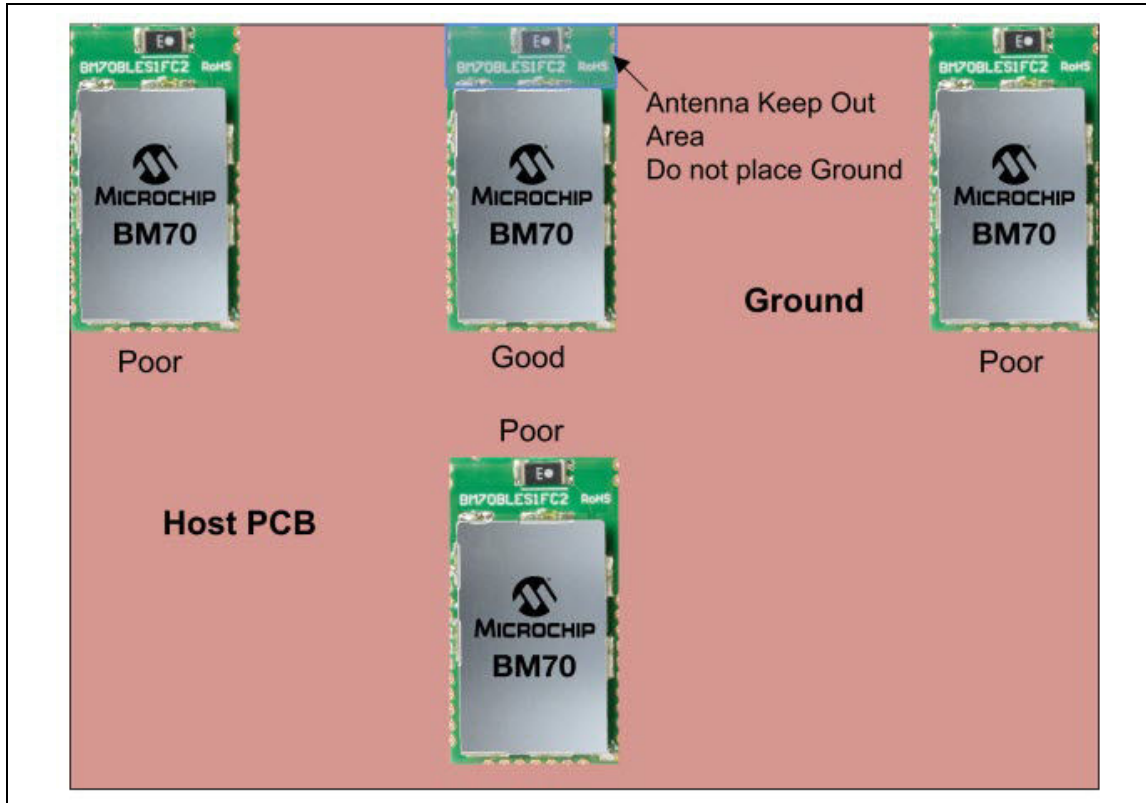 E
BM70BLES1FC2 RoHS
MICROCHIP
BM70
Poor
E
BM70BLES1FC2 RoHS
MICROCHIP
BM70
Good
Antenna Keep Out
Area
Do not place Ground
E
BM70BLES1FC2 RoHS
MICROCHIP
BM70
Poor
Ground
Poor
E
BM70BLES1FC2 RoHS
MICROCHIP
BM70
Host PCB